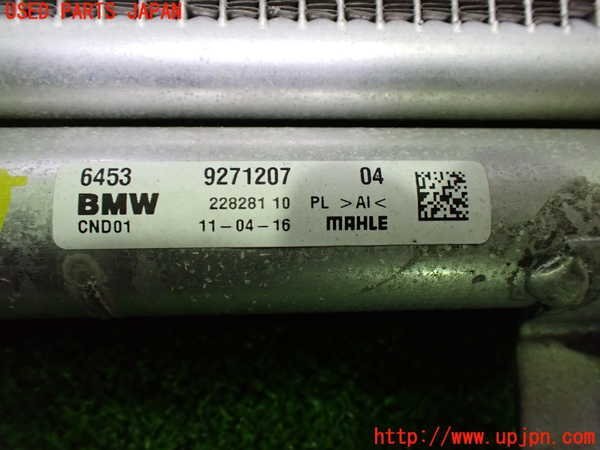 USED PARTS JAPAN
6453 9271207 04
BMW 228281 10 PL >Al<
CND01 11-04-16 MAHLE
http://www.upjpn.com/